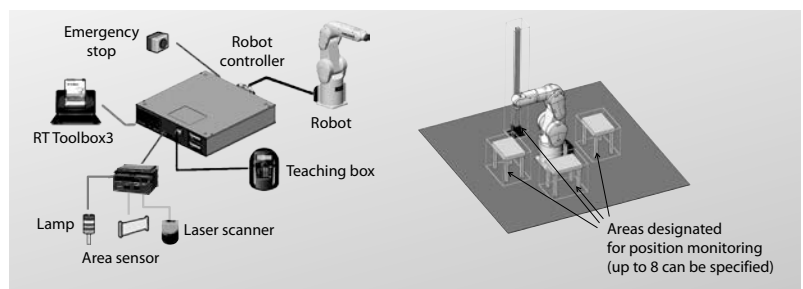 Emergency
stop
Robot
controller
RT Toolbox3
Robot
Teaching box
Lamp
Laser scanner
Area sensor
Areas designated
for position monitoring
(up to 8 can be specified)